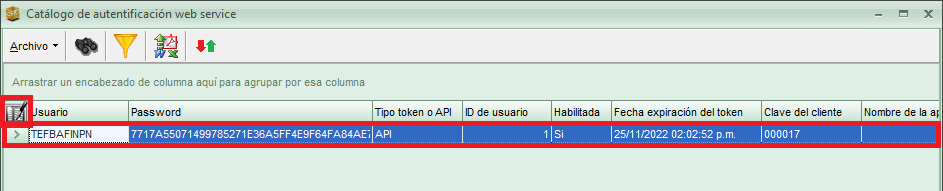 Catálogo de autentificación web service
Archivo
Arrastrar un encabezado de columna aquí para agrupar por esa columna
Usuario Password Tipo token o API ID de usuario Habilitada Fecha expiración del token Clave del cliente Nombre de la ap
TEFBAFINPN 7717A55071499785271E36A5FF4E9F64FA84AE7 API 1 Si 25/11/2022 02:02:52 p.m. 000017